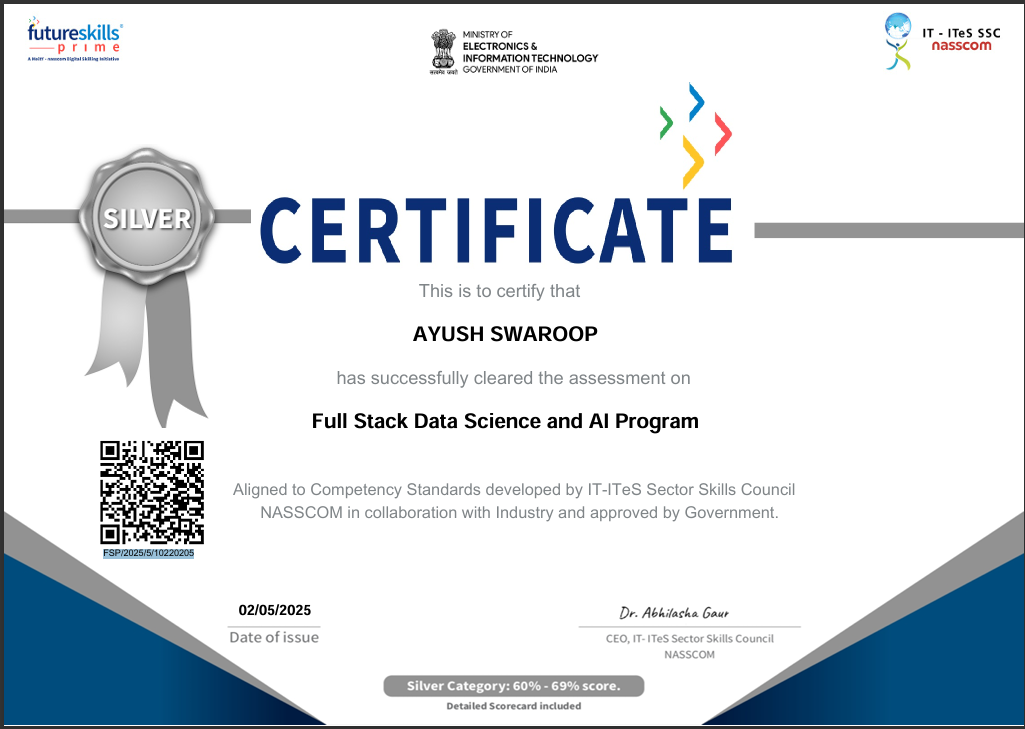 futureskills
prime
A MeitY - nasscom Digital Skilling Initiative
MINISTRY OF
ELECTRONICS &
INFORMATION TECHNOLOGY
GOVERNMENT OF INDIA
सत्यमेव जयते
IT - ITeS SSC
nasscom
SILVER
CERTIFICATE
This is to certify that
AYUSH SWAROOP
has successfully cleared the assessment on
Full Stack Data Science and AI Program
Aligned to Competency Standards developed by IT-ITeS Sector Skills Council
NASSCOM in collaboration with Industry and approved by Government.
FSP/2025/5/10220205
02/05/2025
Date of issue
Dr. Abhilasha Gaur
CEO, IT- ITeS Sector Skills Council
NASSCOM
Silver Category: 60% - 69% score.
Detailed Scorecard included